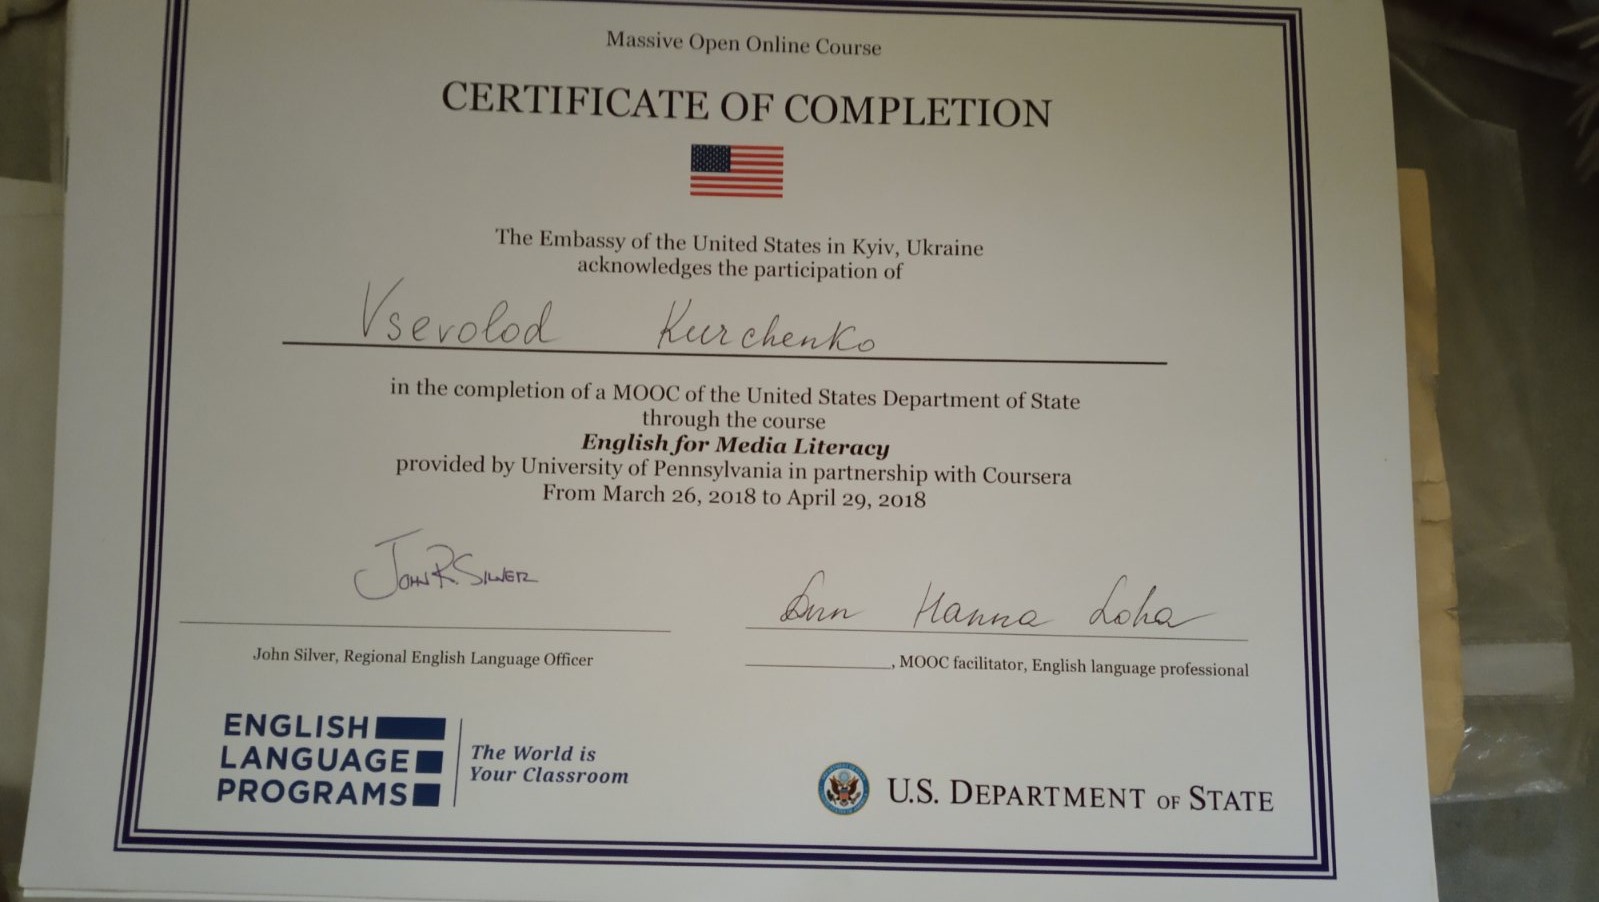 Massive Open Online Course
CERTIFICATE OF COMPLETION
The Embassy of the United States in Kyiv, Ukraine
acknowledges the participation of
Vsevolod Kurchenko
in the completion of a MOOC of the United States Department of State
through the course
English for Media Literacy
provided by University of Pennsylvania in partnership with Coursera
From March 26, 2018 to April 29, 2018
John R. Silver
Hanna Loha
John Silver, Regional English Language Officer
, MOOC facilitator, English language professional
ENGLISH
LANGUAGE
PROGRAMS
The World is
Your Classroom
U.S. DEPARTMENT OF STATE